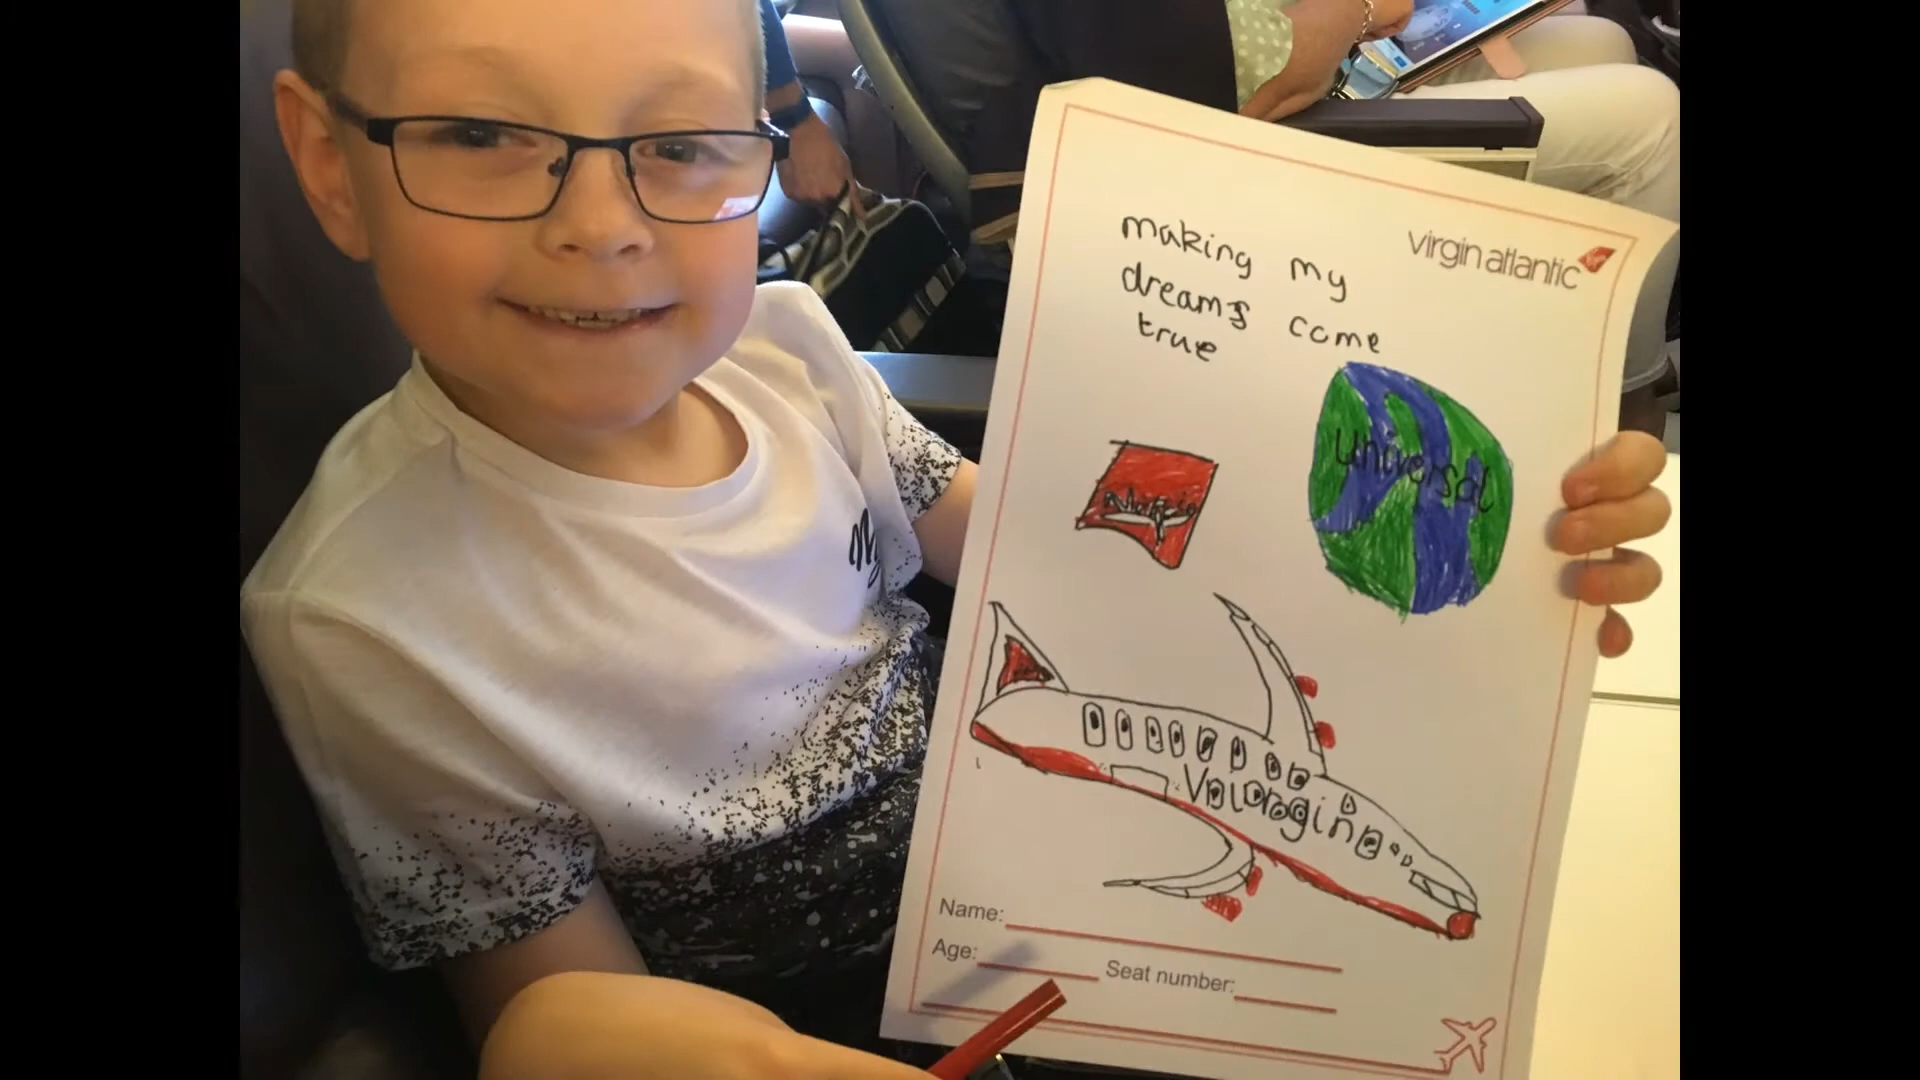 making my
virgin atlantic
dreams come
true
universal
Name:
Age:
Seat number: